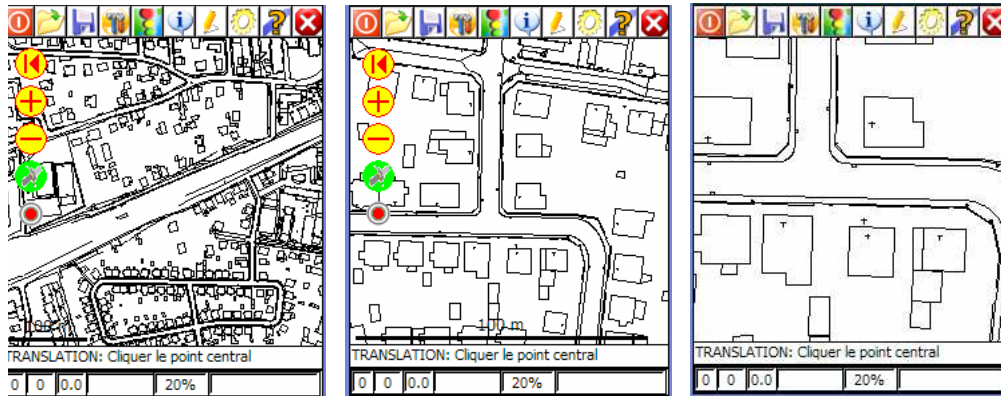 100 m
TRANSLATION: Cliquer le point central
0 0 0.0 20%
100 m
TRANSLATION: Cliquer le point central
0 0 0.0 20%
TRANSLATION: Cliquer le point central
0 0 0.0 20%